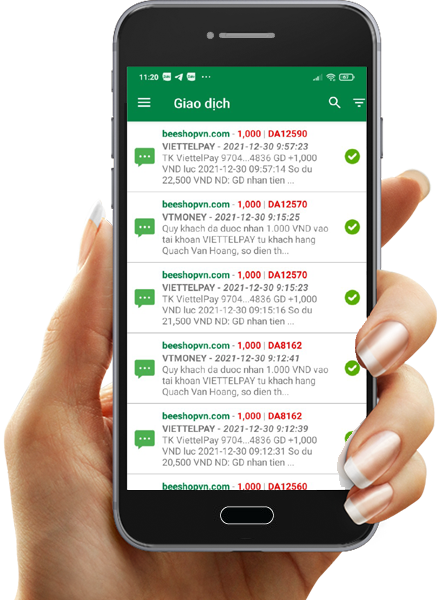 11:20
67
Giao dịch
beeshopvn.com - 1,000 | DA12590
VIETTELPAY - 2021-12-30 9:57:23
TK ViettelPay 9704...4836 GD +1,000
VND luc 2021-12-30 09:57:14 So du
22,500 VND ND: GD nhan tien ...
beeshopvn.com - 1,000 | DA12570
VTMONEY - 2021-12-30 9:15:25
Quy khach da duoc nhan 1.000 VND vao
tai khoan VIETTELPAY tu khach hang
Quach Van Hoang, so dien th...
beeshopvn.com - 1,000 | DA12570
VIETTELPAY - 2021-12-30 9:15:23
TK ViettelPay 9704...4836 GD +1,000
VND luc 2021-12-30 09:15:16 So du
21,500 VND ND: GD nhan tien ...
beeshopvn.com - 1,000 | DA8162
VTMONEY - 2021-12-30 9:12:41
Quy khach da duoc nhan 1.000 VND vao
tai khoan VIETTELPAY tu khach hang
Quach Van Hoang, so dien th...
beeshopvn.com - 1,000 | DA8162
VIETTELPAY - 2021-12-30 9:12:39
TK ViettelPay 9704...4836 GD +1,000
VND luc 2021-12-30 09:12:31 So du
20,500 VND ND: GD nhan tien ...
beeshopvn.com - 1,000 | DA12560